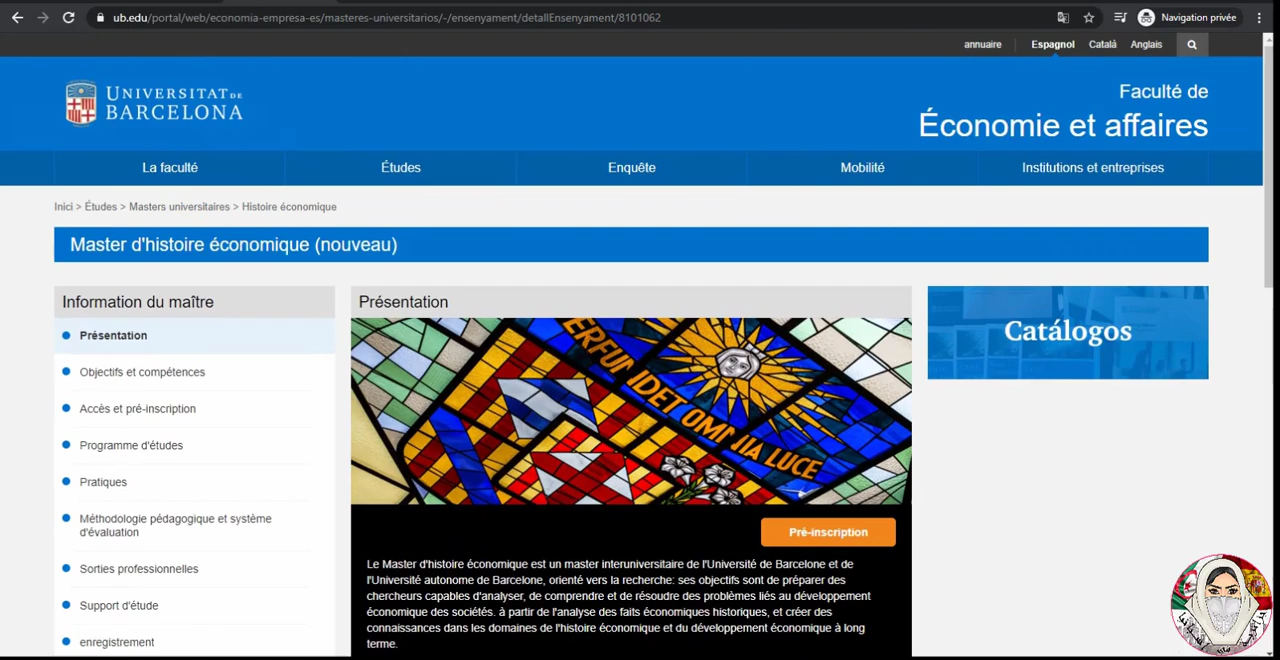 ub.edu/portal/web/economia-empresa-es/masteres-universitarios/-/ensenyament/detallEnsenyament/8101062
Navigation privée
annuaire
Espagnol
Català
Anglais
UNIVERSITAT DE
BARCELONA
Faculté de
Économie et affaires
La faculté
Études
Enquête
Mobilité
Institutions et entreprises
Inici > Études > Masters universitaires > Histoire économique
Master d'histoire économique (nouveau)
Information du maître
Présentation
Objectifs et compétences
Accès et pré-inscription
Programme d'études
Pratiques
Méthodologie pédagogique et système
d'évaluation
Sorties professionnelles
Support d'étude
enregistrement
Présentation
PERFUNDET OMNIA LUCE
Pré-inscription
Le Master d'histoire économique est un master interuniversitaire de l'Université de Barcelone et de
l'Université autonome de Barcelone, orienté vers la recherche: ses objectifs sont de préparer des
chercheurs capables d'analyser, de comprendre et de résoudre des problèmes liés au développement
économique des sociétés. à partir de l'analyse des faits économiques historiques, et créer des
connaissances dans les domaines de l'histoire économique et du développement économique à long
terme.
Catálogos